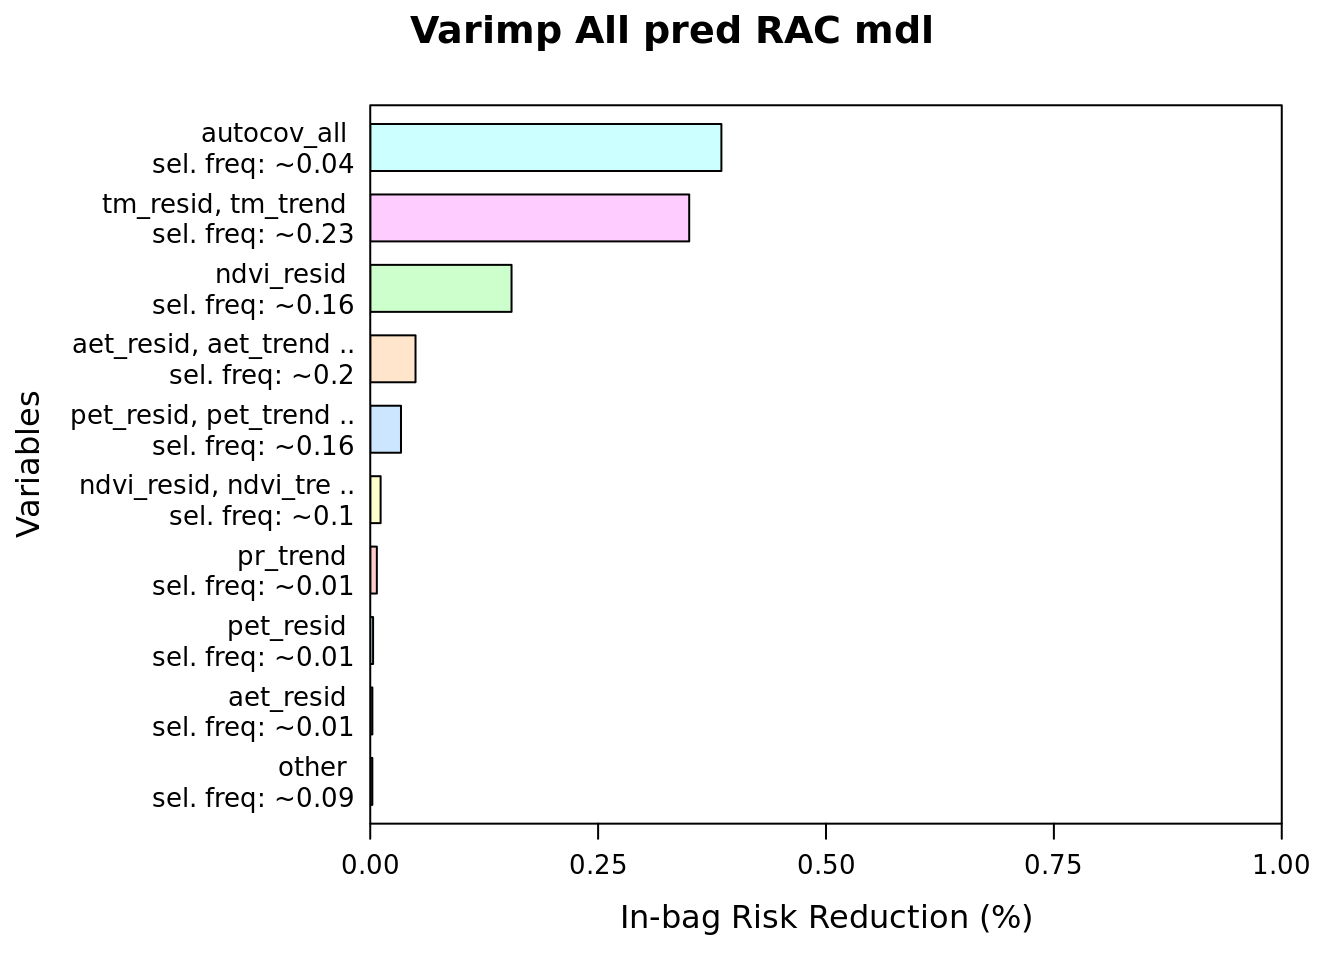 Varimp All pred RAC mdl
Variables
autocov_all
sel. freq: ~0.04
tm_resid, tm_trend
sel. freq: ~0.23
ndvi_resid
sel. freq: ~0.16
aet_resid, aet_trend ..
sel. freq: ~0.2
pet_resid, pet_trend ..
sel. freq: ~0.16
ndvi_resid, ndvi_tre ..
sel. freq: ~0.1
pr_trend
sel. freq: ~0.01
pet_resid
sel. freq: ~0.01
aet_resid
sel. freq: ~0.01
other
sel. freq: ~0.09
0.00 0.25 0.50 0.75 1.00
In-bag Risk Reduction (%)